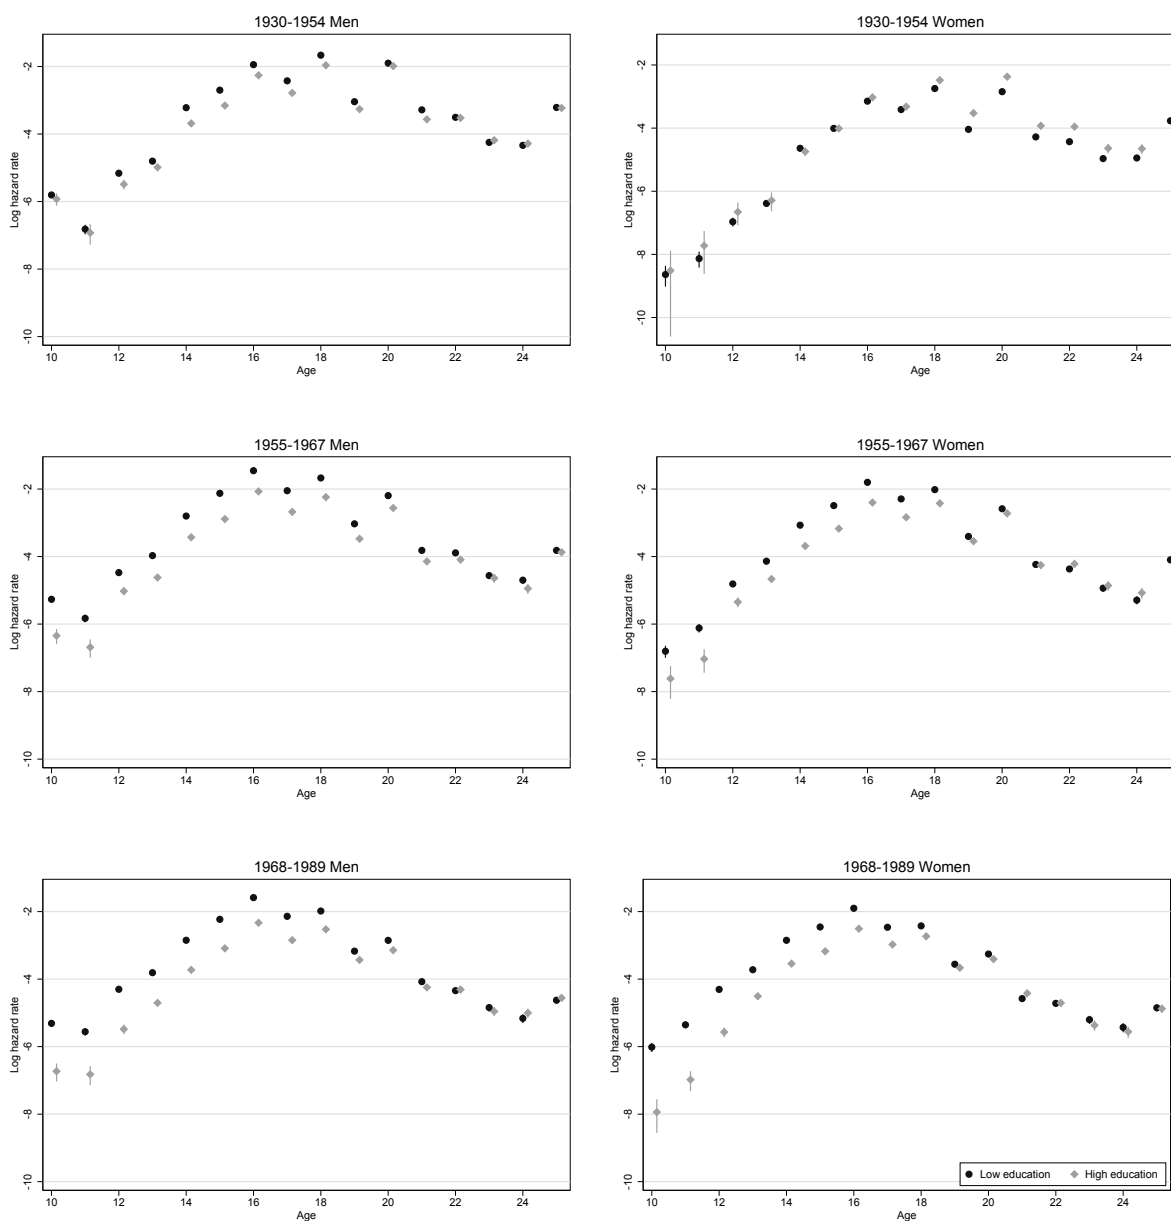 1930-1954 Men
Log hazard rate
-2
-4
-6
-8
-10
10 12 14 16 18 20 22 24
Age
1930-1954 Women
Log hazard rate
-2
-4
-6
-8
-10
10 12 14 16 18 20 22 24
Age
1955-1967 Men
Log hazard rate
-2
-4
-6
-8
-10
10 12 14 16 18 20 22 24
Age
1955-1967 Women
Log hazard rate
-2
-4
-6
-8
-10
10 12 14 16 18 20 22 24
Age
1968-1989 Men
Log hazard rate
-2
-4
-6
-8
-10
10 12 14 16 18 20 22 24
Age
1968-1989 Women
Log hazard rate
-2
-4
-6
-8
-10
10 12 14 16 18 20 22 24
Age
Low education High education